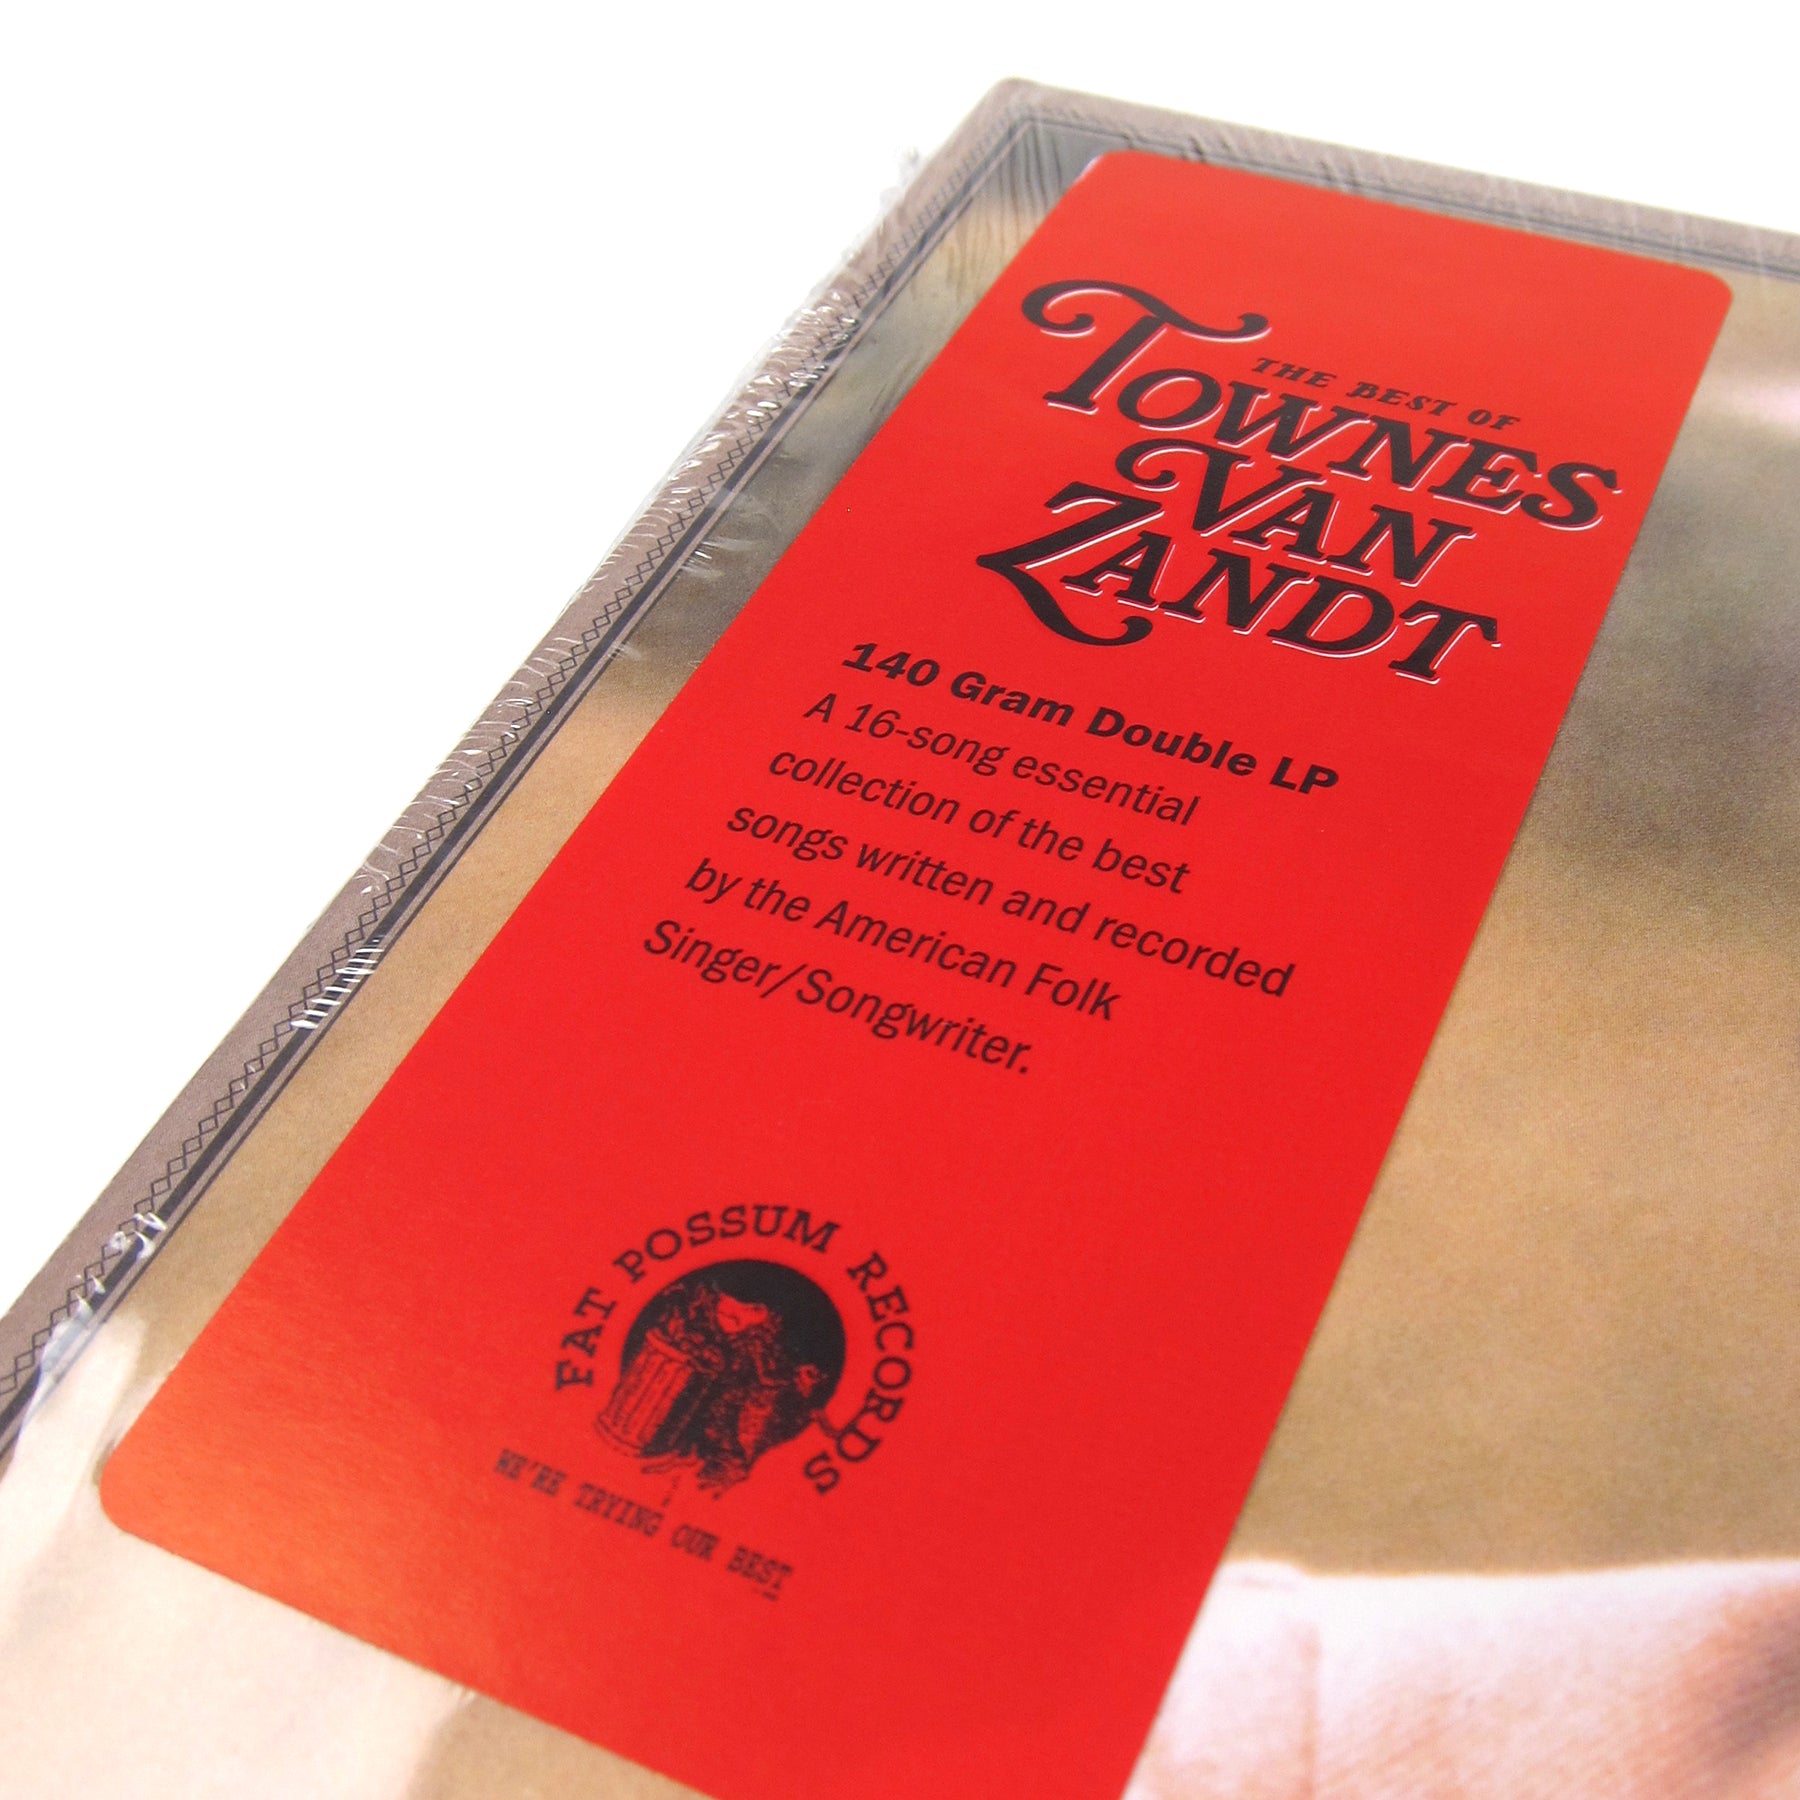 THE BEST OF
TOWNES
VAN
ZANDT
140 Gram Double LP
A 16-song essential
collection of the best
songs written and recorded
by the American Folk
Singer/Songwriter.
FAT POSSUM RECORDS
WE'RE TRYING OUR BEST